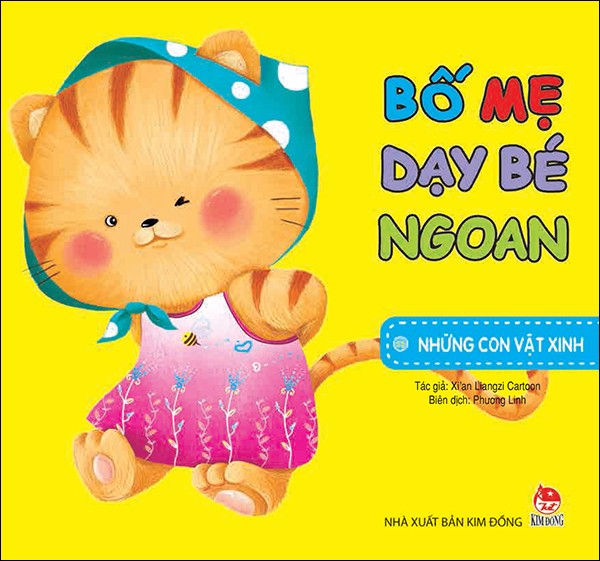 BỐ MẸ
DẠY BÉ
NGOAN
NHỮNG CON VẬT XINH
Tác giả: Xi'an Liangzi Cartoon
Biên dịch: Phương Linh
NHÀ XUẤT BẢN KIM ĐỒNG
KIM ĐỒNG